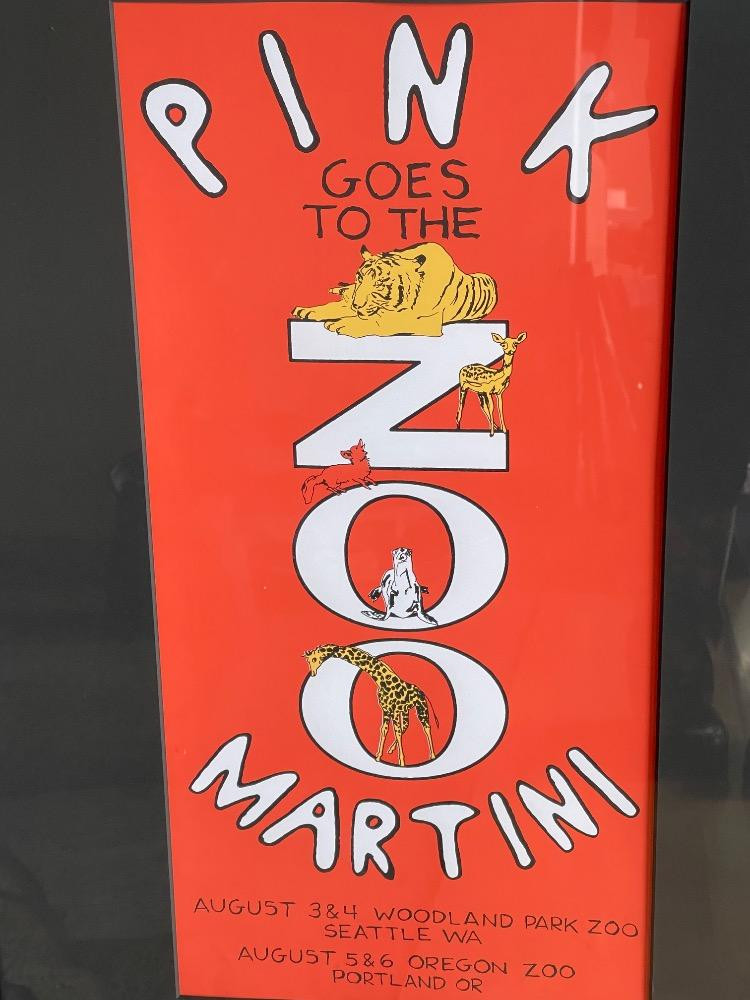 PINK
GOES
TO THE
ZOO
MARTINI
AUGUST 3&4 WOODLAND PARK ZOO
SEATTLE WA
AUGUST 5&6 OREGON ZOO
PORTLAND OR